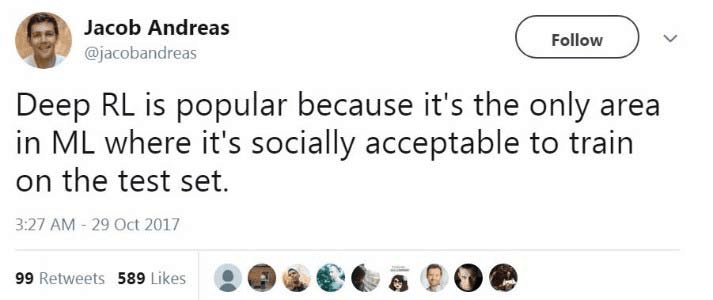 Jacob Andreas
@jacobandreas
Follow
Deep RL is popular because it's the only area
in ML where it's socially acceptable to train
on the test set.
3:27 AM - 29 Oct 2017
99 Retweets 589 Likes